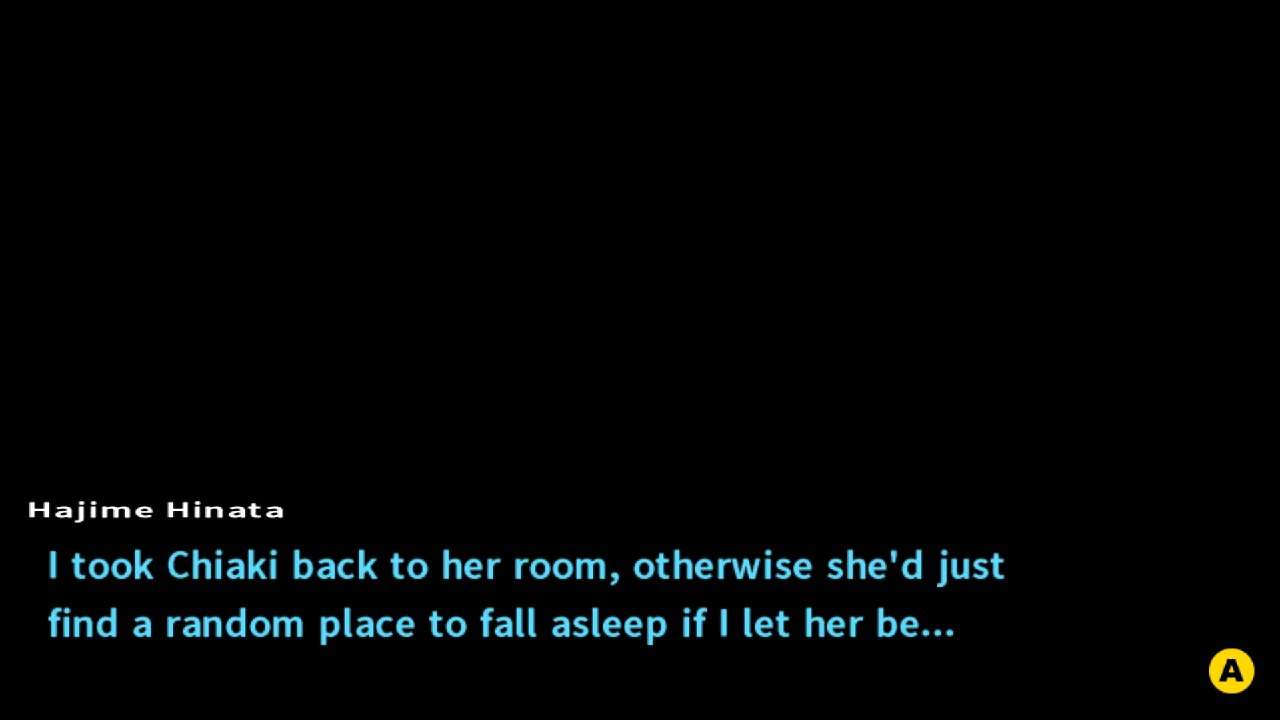 Hajime Hinata
I took Chiaki back to her room, otherwise she'd just
find a random place to fall asleep if I let her be...
A